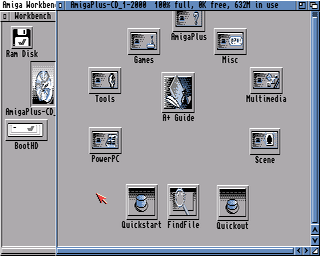 Amiga Workben
AmigaPlus-CD_1-2000 100% full, 0K free, 632M in use
Workbench
AmigaPlus
Ram Disk
Games
Misc
AmigaPlus-CD_
Tools
A+ Guide
Multimedia
BootHD
PowerPC
Scene
Quickstart
FindFile
Quickout